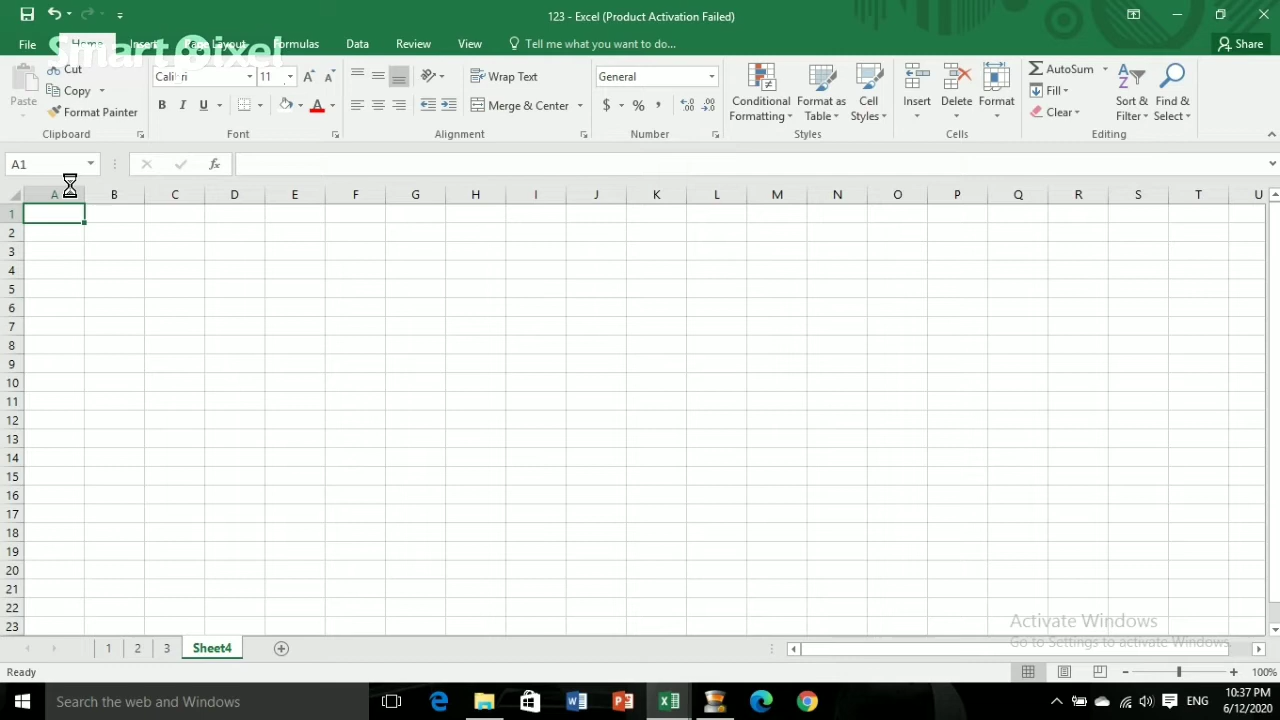 123 - Excel (Product Activation Failed)
File Home Insert Page Layout Formulas Data Review View Tell me what you want to do... Share
Smart Pixel
Paste Cut Copy Format Painter Clipboard
Calibri 11 B I U A A A Font
Wrap Text Merge & Center Alignment
General $ % , Number
Conditional Formatting Format as Table Cell Styles Styles
Insert Delete Format Cells
AutoSum Fill Clear Sort & Filter Find & Select Editing
A1 fx
A B C D E F G H I J K L M N O P Q R S T U
1
2
3
4
5
6
7
8
9
10
11
12
13
14
15
16
17
18
19
20
21
22
23
Activate Windows
Go to Settings to activate Windows.
1 2 3 Sheet4
Ready 100%
Search the web and Windows ENG 10:37 PM
6/12/2020